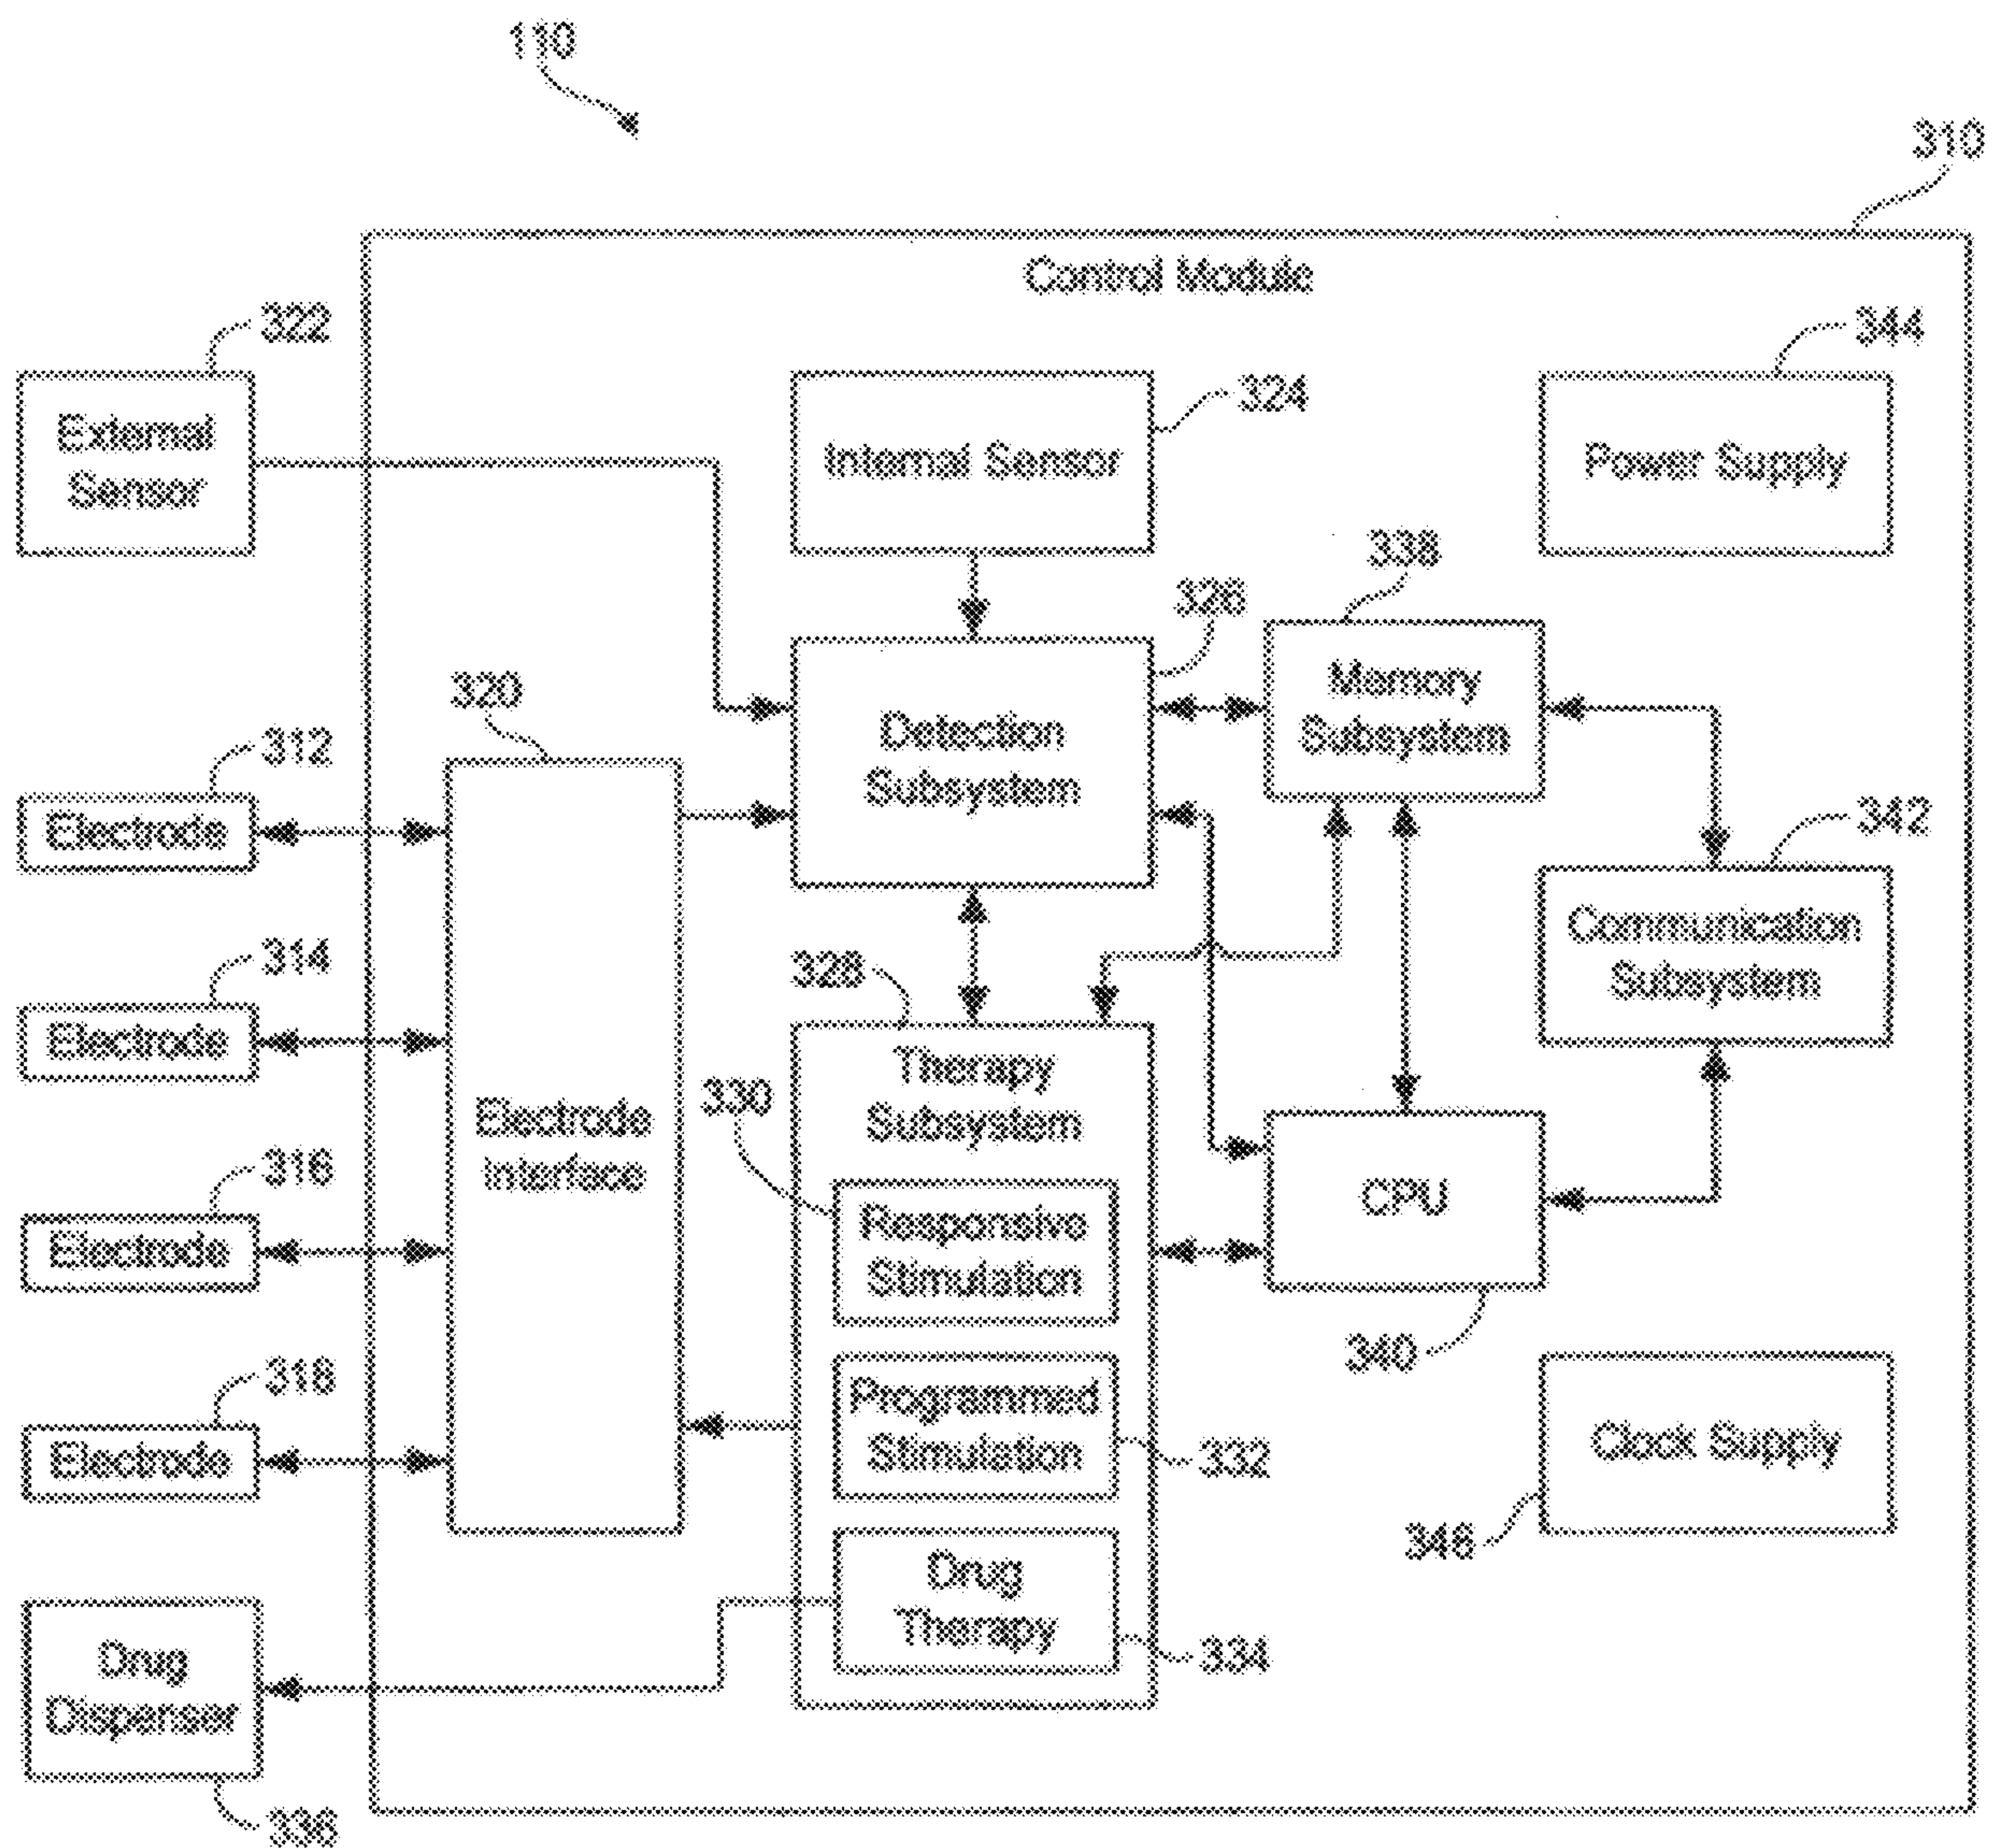 110
310
Control Module
322
344
External
Sensor
324
Internal Sensor
Power Supply
338
326
320
Memory
Subsystem
Detection
Subsystem
312
Electrode
342
Communication
Subsystem
314
Electrode
328
Therapy
Subsystem
330
Electrode
Interface
316
Electrode
Responsive
Stimulation
CPU
340
318
Electrode
Programmed
Stimulation
332
Clock Supply
346
Drug
Therapy
334
Drug
Dispenser
336